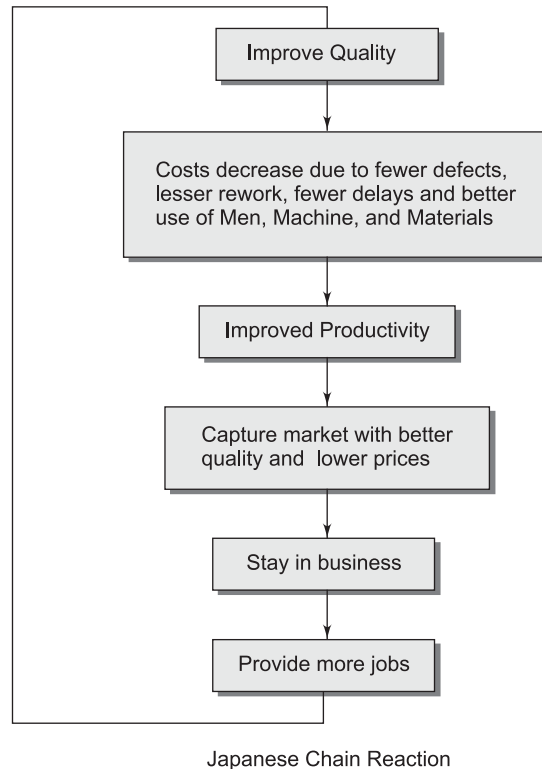 Improve Quality
Costs decrease due to fewer defects,
lesser rework, fewer delays and better
use of Men, Machine, and Materials
Improved Productivity
Capture market with better
quality and lower prices
Stay in business
Provide more jobs
Japanese Chain Reaction